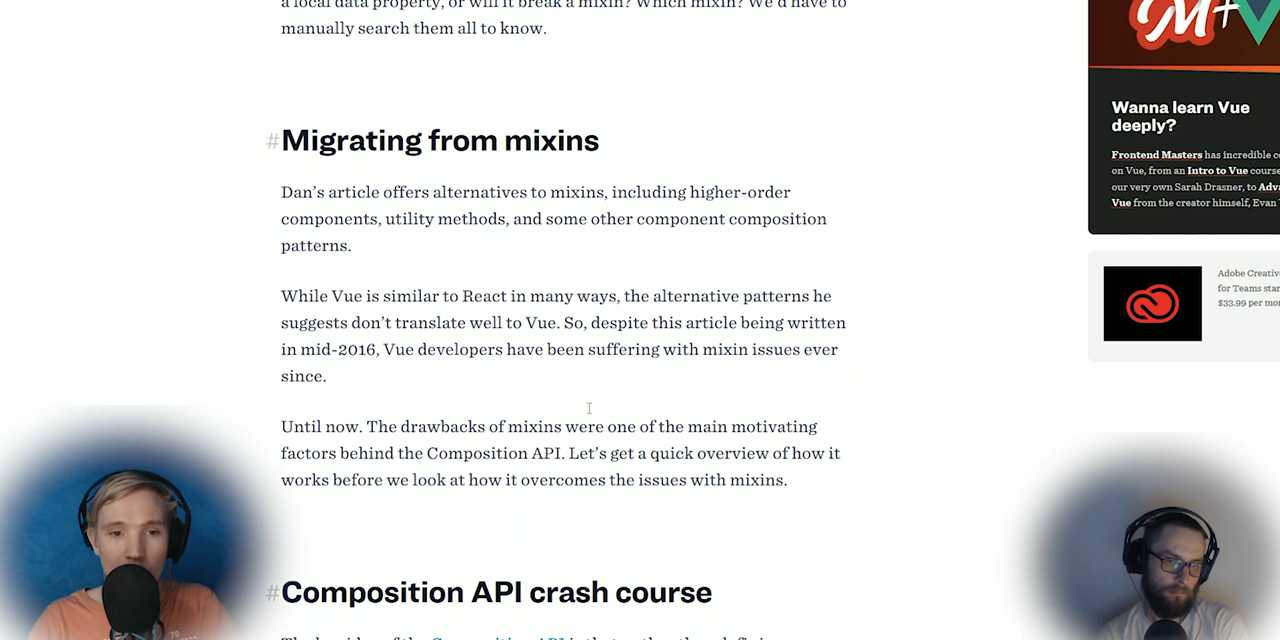 a local data property, or will it break a mixin? Which mixin? We'd have to
manually search them all to know.
#Migrating from mixins
Dan's article offers alternatives to mixins, including higher-order
components, utility methods, and some other component composition
patterns.
While Vue is similar to React in many ways, the alternative patterns he
suggests don't translate well to Vue. So, despite this article being written
in mid-2016, Vue developers have been suffering with mixin issues ever
since.
Until now. The drawbacks of mixins were one of the main motivating
factors behind the Composition API. Let's get a quick overview of how it
works before we look at how it overcomes the issues with mixins.
#Composition API crash course
M+
Wanna learn Vue
deeply?
Frontend Masters has incredible
on Vue, from an Intro to Vue course
our very own Sarah Drasner, to
Vue from the creator himself, Evan
Adobe
for Teams
$33.99 per
70